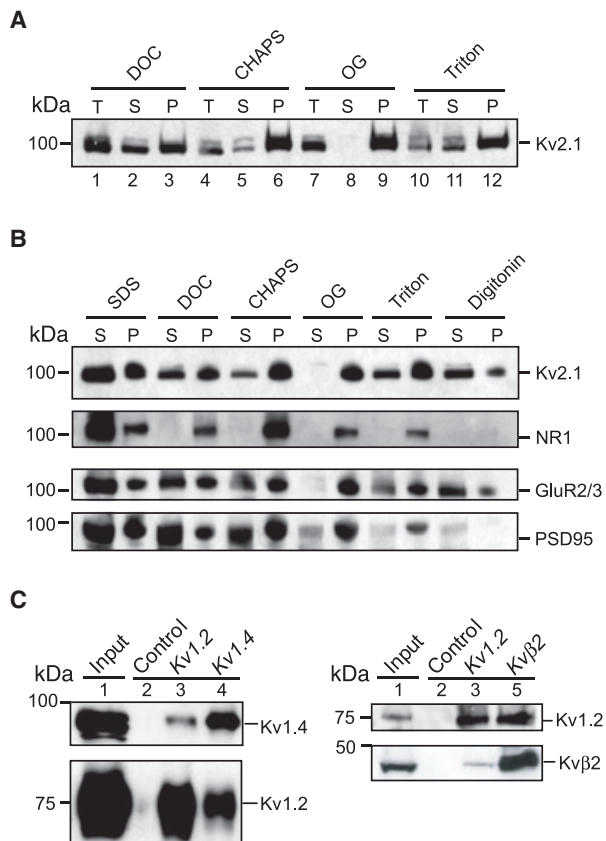 A
DOC CHAPS OG Triton
kDa T S P T S P T S P T S P
100 Kv2.1
1 2 3 4 5 6 7 8 9 10 11 12
B
SDS DOC CHAPS OG Triton Digitonin
kDa S P S P S P S P S P S P
100 Kv2.1
100 NR1
100 GluR2/3
100 PSD95
C
Input Control Kv1.2 Kv1.4
kDa 1 2 3 4
100 Kv1.4
75 Kv1.2
Input Control Kv1.2 Kvβ2
kDa 1 2 3 5
75 Kv1.2
50 Kvβ2